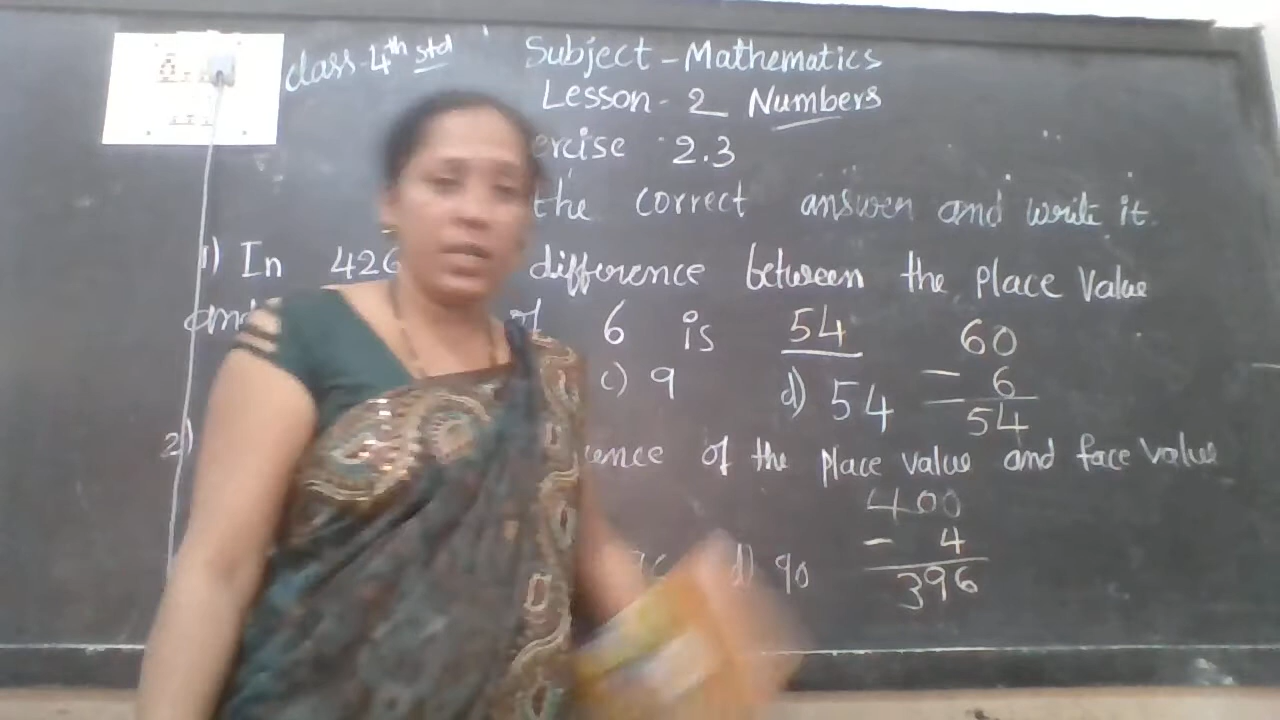 class-4th std Subject - Mathematics
Lesson - 2 Numbers
ercise 2.3
the correct answer and write it.
1) In 426 difference between the place value
and of 6 is 54
60
- 6
54
c) 9 d) 54
2) ence of the place value and face value
400
- 4
396
d) 90